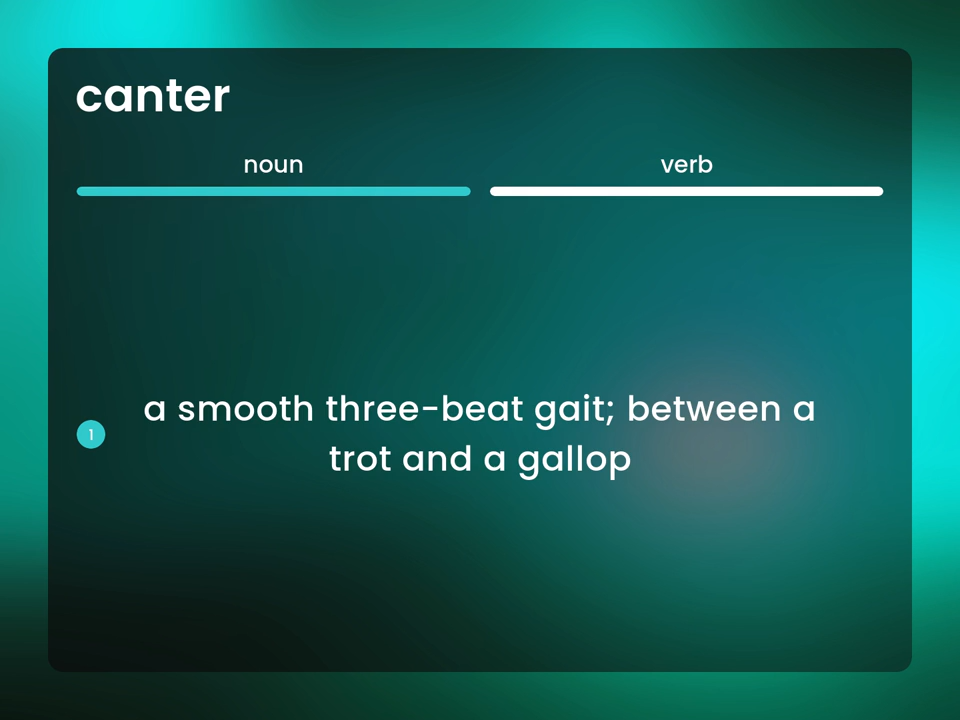 canter
noun
verb
1
a smooth three-beat gait; between a
trot and a gallop